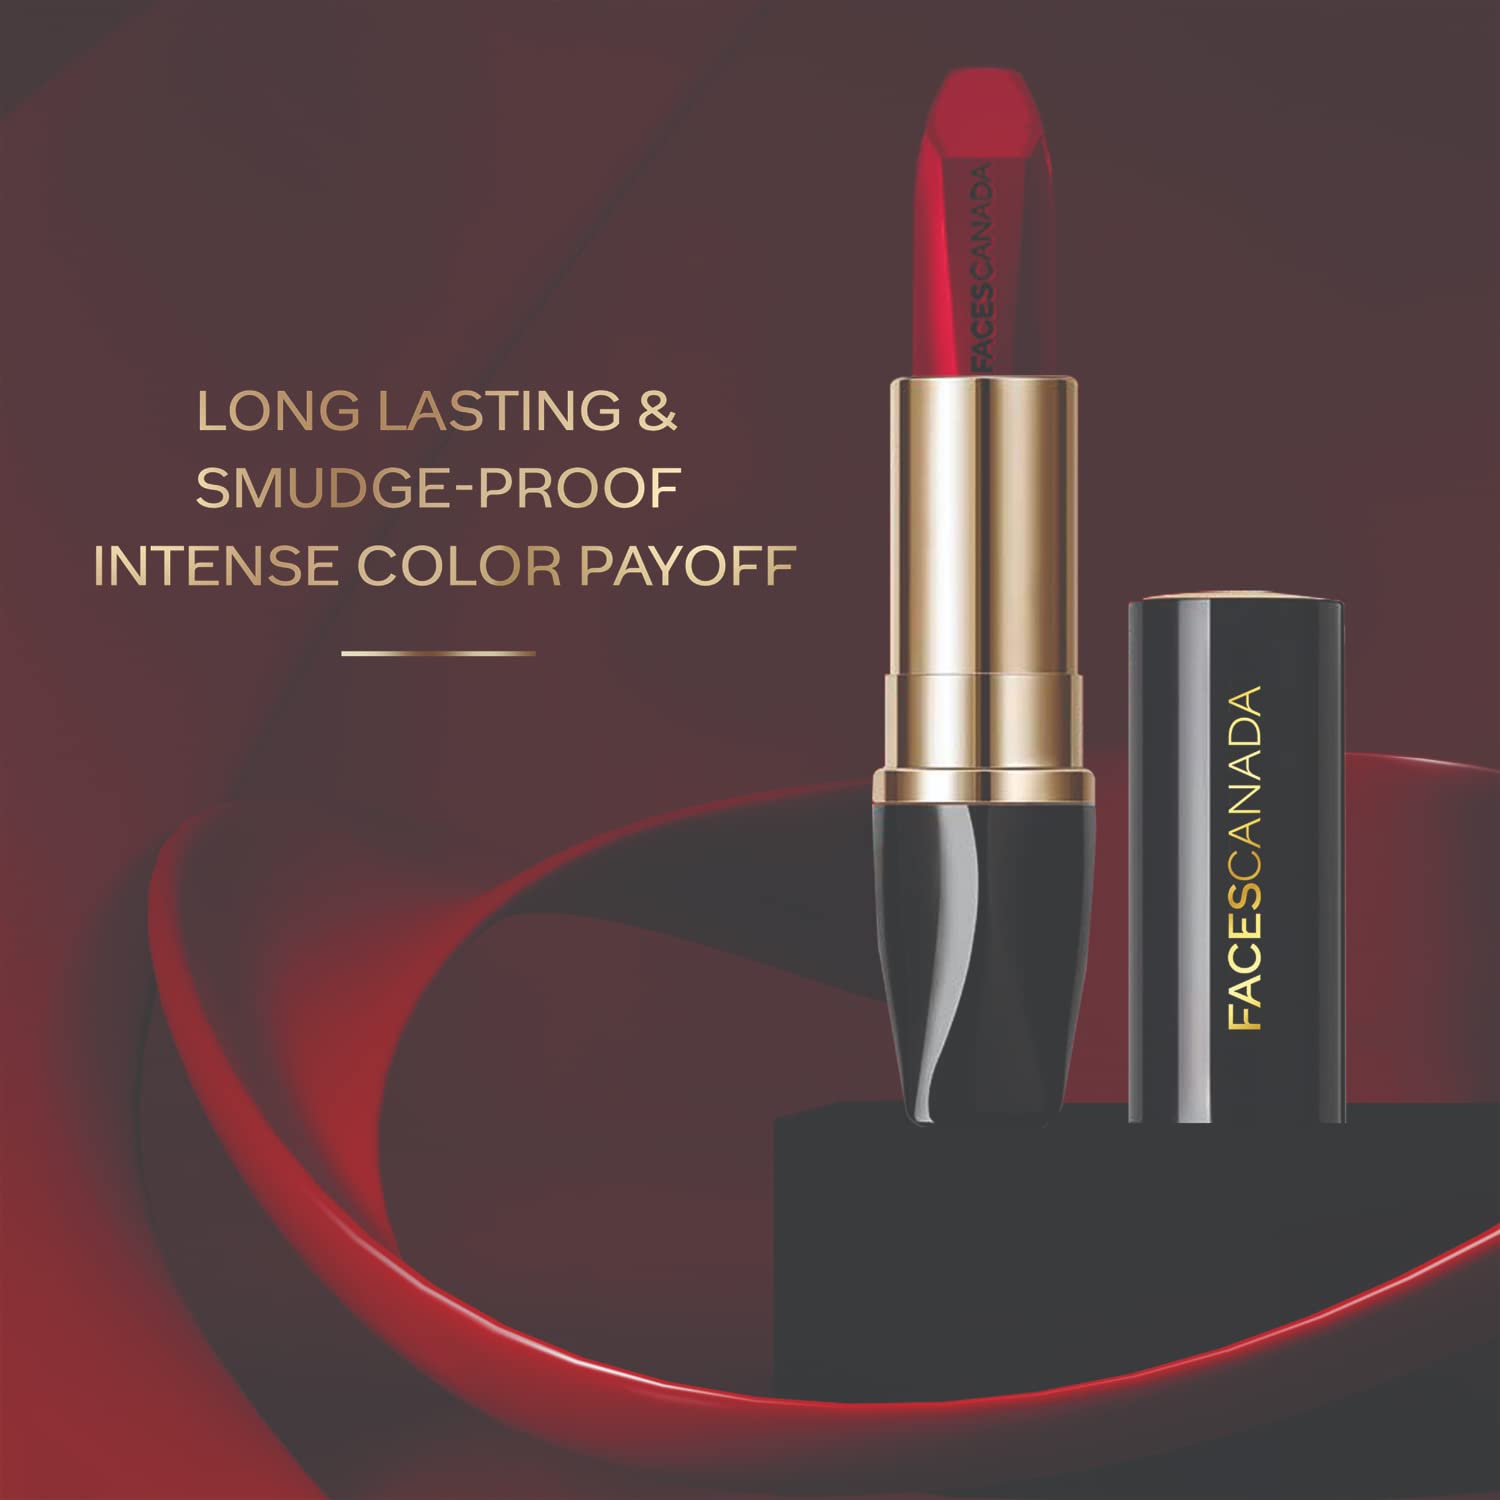 LONG LASTING &
SMUDGE-PROOF
INTENSE COLOR PAYOFF
FACESCANADA
FACESCANADA